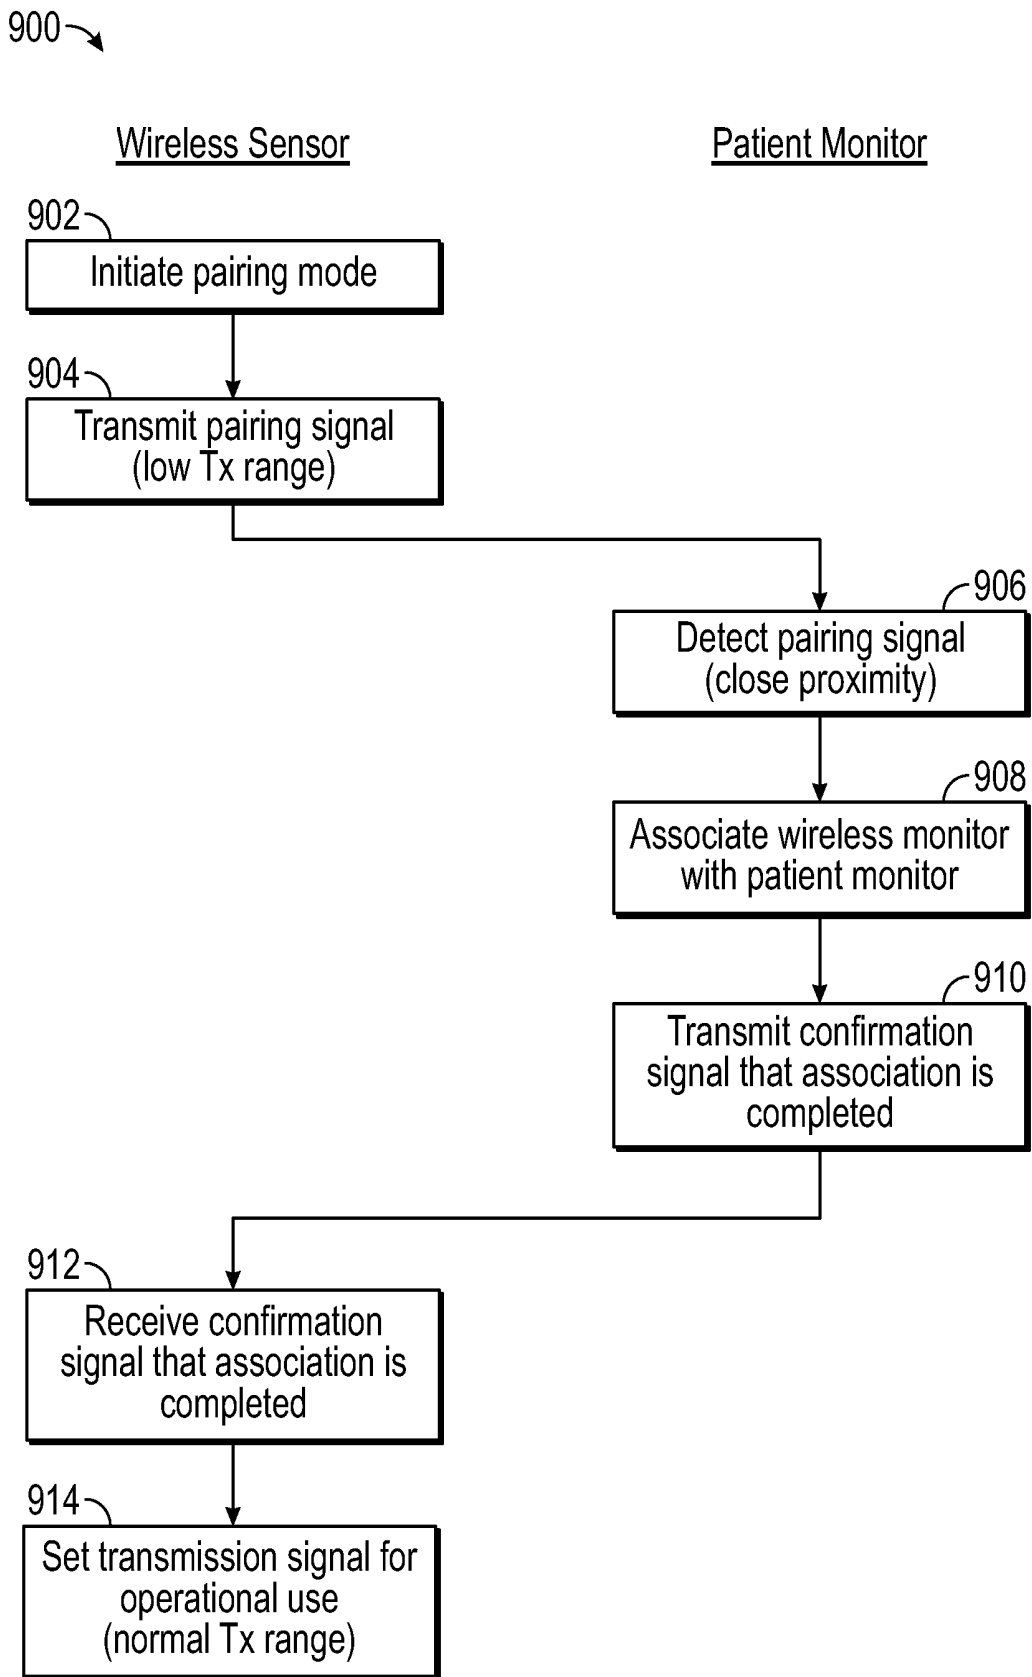 900
Wireless Sensor
Patient Monitor
902
Initiate pairing mode
904
Transmit pairing signal
(low Tx range)
906
Detect pairing signal
(close proximity)
908
Associate wireless monitor
with patient monitor
910
Transmit confirmation
signal that association is
completed
912
Receive confirmation
signal that association is
completed
914
Set transmission signal for
operational use
(normal Tx range)